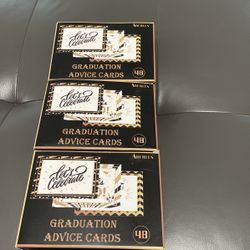 Let's
Celebrate
GRADUATION
ADVICE CARDS
48
Let's
Celebrate
GRADUATION
ADVICE CARDS
48
Let's
Celebrate
GRADUATION
ADVICE CARDS
48